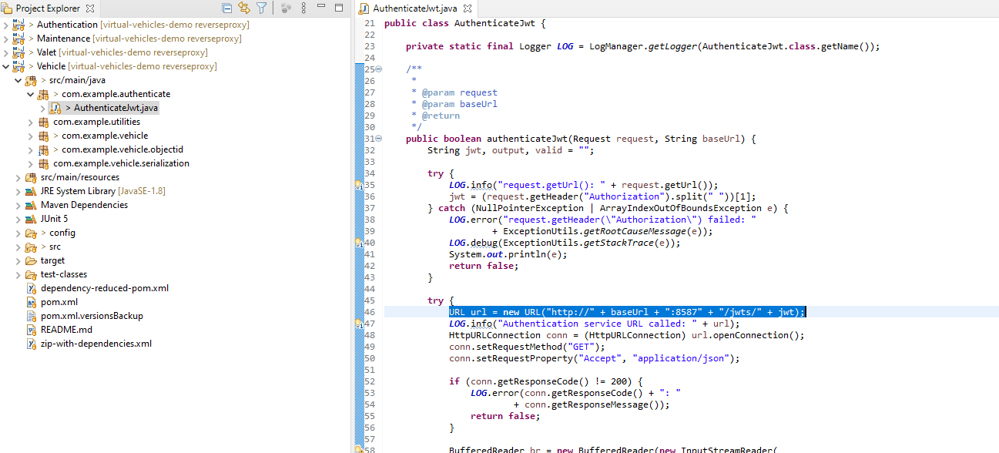 Project Explorer
> Authentication [virtual-vehicles-demo reverseproxy]
> Maintenance [virtual-vehicles-demo reverseproxy]
> Valet [virtual-vehicles-demo reverseproxy]
> Vehicle [virtual-vehicles-demo reverseproxy]
> src/main/java
> com.example.authenticate
> AuthenticateJwt.java
com.example.utilities
> com.example.vehicle
> com.example.vehicle.objectid
com.example.vehicle.serialization
src/main/resources
JRE System Library [JavaSE-1.8]
Maven Dependencies
JUnit 5
> config
> src
target
test-classes
dependency-reduced-pom.xml
pom.xml
pom.xml.versionsBackup
README.md
zip-with-dependencies.xml
AuthenticateJwt.java
21 public class AuthenticateJwt {
22
23     private static final Logger LOG = LogManager.getLogger(AuthenticateJwt.class.getName());
24
25     /**
26      *
27      * @param request
28      * @param baseUrl
29      * @return
30      */
31     public boolean authenticateJwt(Request request, String baseUrl) {
32         String jwt, output, valid = "";
33
34         try {
35             LOG.info("request.getUrl(): " + request.getUrl());
36             jwt = (request.getHeader("Authorization").split(" "))[1];
37         } catch (NullPointerException | ArrayIndexOutOfBoundsException e) {
38             LOG.error("request.getHeader(\"Authorization\") failed: "
39                     + ExceptionUtils.getRootCauseMessage(e));
40             LOG.debug(ExceptionUtils.getStackTrace(e));
41             System.out.println(e);
42             return false;
43         }
44
45         try {
46             URL url = new URL("http://" + baseUrl + ":8587" + "/jwts/" + jwt);
47             LOG.info("Authentication service URL called: " + url);
48             HttpURLConnection conn = (HttpURLConnection) url.openConnection();
49             conn.setRequestMethod("GET");
50             conn.setRequestProperty("Accept", "application/json");
51
52             if (conn.getResponseCode() != 200) {
53                 LOG.error(conn.getResponseCode() + ": "
54                         + conn.getResponseMessage());
55                 return false;
56             }
57
58             BufferedReader br = new BufferedReader(new InputStreamReader(